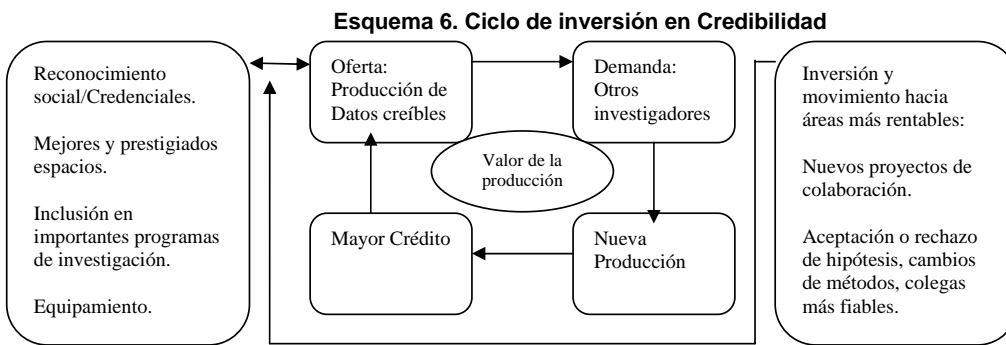 Esquema 6. Ciclo de inversión en Credibilidad
Reconocimiento
social/Credenciales.
Mejores y prestigiados
espacios.
Inclusión en
importantes programas
de investigación.
Equipamiento.
Oferta:
Producción de
Datos creíbles
Demanda:
Otros
investigadores
Valor de la
producción
Mayor Crédito
Nueva
Producción
Inversión y
movimiento hacia
áreas más rentables:
Nuevos proyectos de
colaboración.
Aceptación o rechazo
de hipótesis, cambios
de métodos, colegas
más fiables.